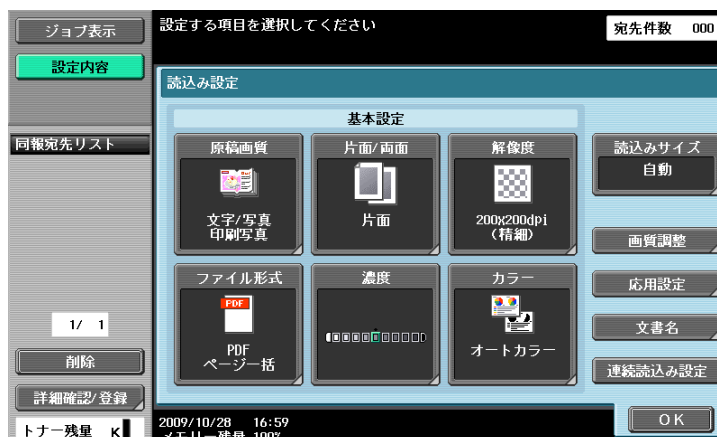 ジョブ表示
設定内容
設定する項目を選択してください
宛先件数 000
読込み設定
基本設定
同報宛先リスト
原稿画質
文字/写真
印刷写真
片面/両面
片面
解像度
200x200dpi
(精細)
読込みサイズ
自動
画質調整
ファイル形式
PDF
PDF
ページ一括
濃度
カラー
オートカラー
応用設定
文書名
連続読込み設定
1/ 1
削除
詳細確認/登録
トナー残量 K
2009/10/28 16:59
メモリー残量 100%
OK